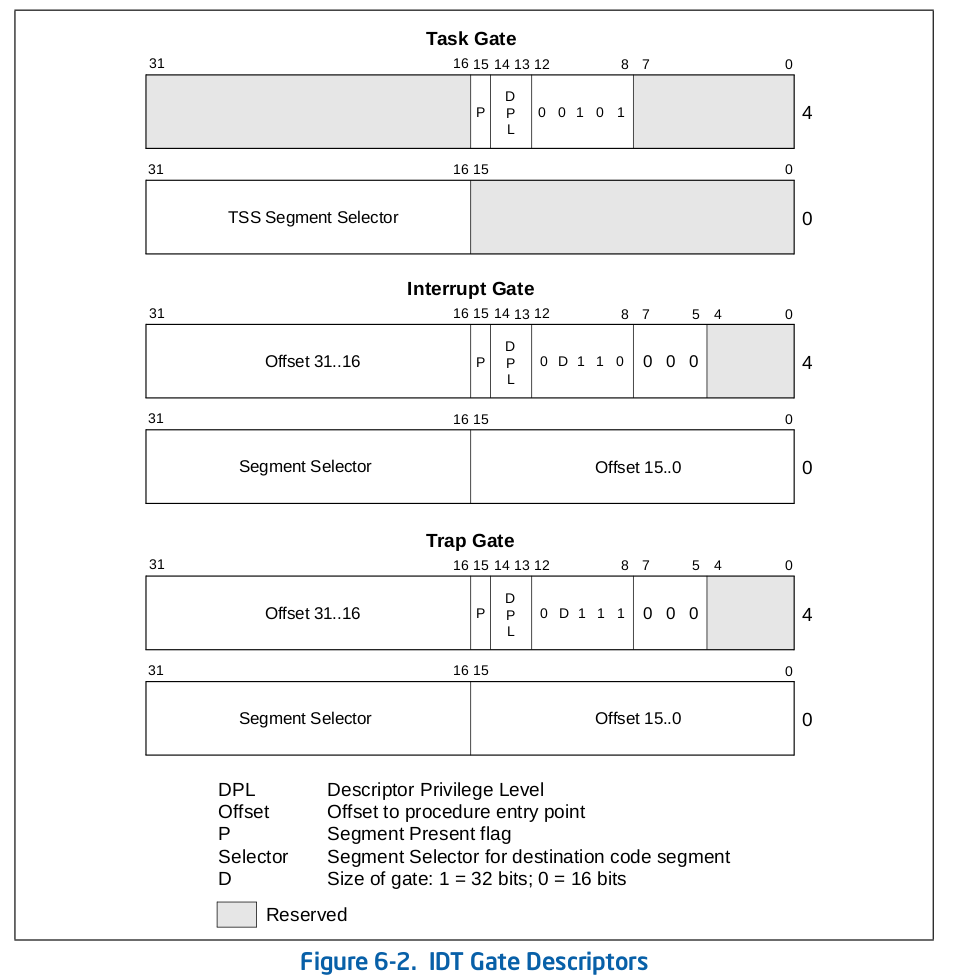 Task Gate
31 16 15 14 13 12 8 7 0
P D P L 0 0 1 0 1 4
31 16 15 0
TSS Segment Selector 0
Interrupt Gate
31 16 15 14 13 12 8 7 5 4 0
Offset 31..16 P D P L 0 D 1 1 0 0 0 0 4
31 16 15 0
Segment Selector Offset 15..0 0
Trap Gate
31 16 15 14 13 12 8 7 5 4 0
Offset 31..16 P D P L 0 D 1 1 1 0 0 0 4
31 16 15 0
Segment Selector Offset 15..0 0
DPL Descriptor Privilege Level
Offset Offset to procedure entry point
P Segment Present flag
Selector Segment Selector for destination code segment
D Size of gate: 1 = 32 bits; 0 = 16 bits
Reserved
Figure 6-2. IDT Gate Descriptors